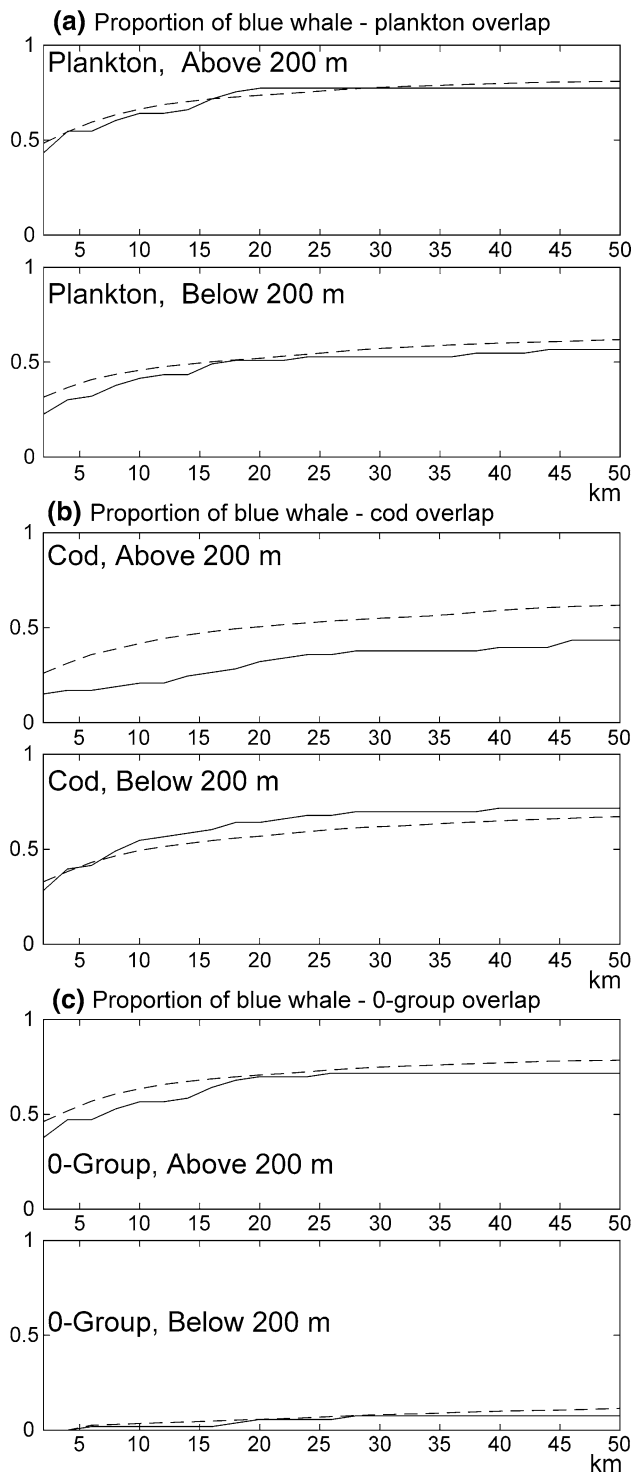 (a) Proportion of blue whale - plankton overlap
1
Plankton, Above 200 m
0.5
0
5 10 15 20 25 30 35 40 45 50
1
Plankton, Below 200 m
0.5
0
5 10 15 20 25 30 35 40 45 50
km
(b) Proportion of blue whale - cod overlap
1
Cod, Above 200 m
0.5
0
5 10 15 20 25 30 35 40 45 50
1
Cod, Below 200 m
0.5
0
5 10 15 20 25 30 35 40 45 50
km
(c) Proportion of blue whale - 0-group overlap
1
0.5
0-Group, Above 200 m
0
5 10 15 20 25 30 35 40 45 50
1
0-Group, Below 200 m
0.5
0
5 10 15 20 25 30 35 40 45 50
km